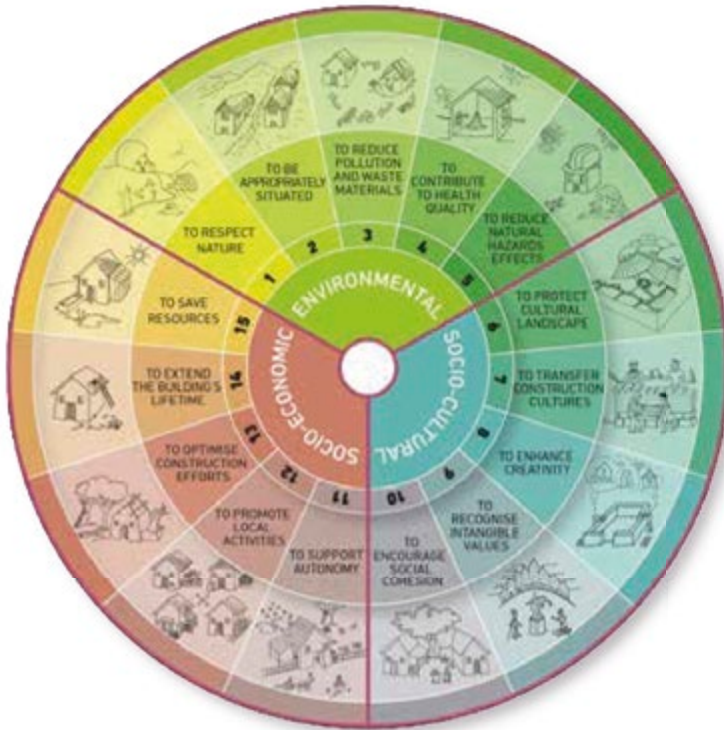 ENVIRONMENTAL
SOCIO-CULTURAL
SOCIO-ECONOMIC
1
TO RESPECT
NATURE
2
TO BE
APPROPRIATELY
SITUATED
3
TO REDUCE
POLLUTION
AND WASTE
MATERIALS
4
TO
CONTRIBUTE
TO HEALTH
QUALITY
5
TO REDUCE
NATURAL
HAZARDS
EFFECTS
6
TO PROTECT
CULTURAL
LANDSCAPE
7
TO TRANSFER
CONSTRUCTION
CULTURES
8
TO ENHANCE
CREATIVITY
9
TO
RECOGNISE
INTANGIBLE
VALUES
10
TO
ENCOURAGE
SOCIAL
COHESION
11
TO SUPPORT
AUTONOMY
12
TO PROMOTE
LOCAL
ACTIVITIES
13
TO OPTIMISE
CONSTRUCTION
EFFORTS
14
TO EXTEND
THE BUILDING'S
LIFETIME
15
TO SAVE
RESOURCES